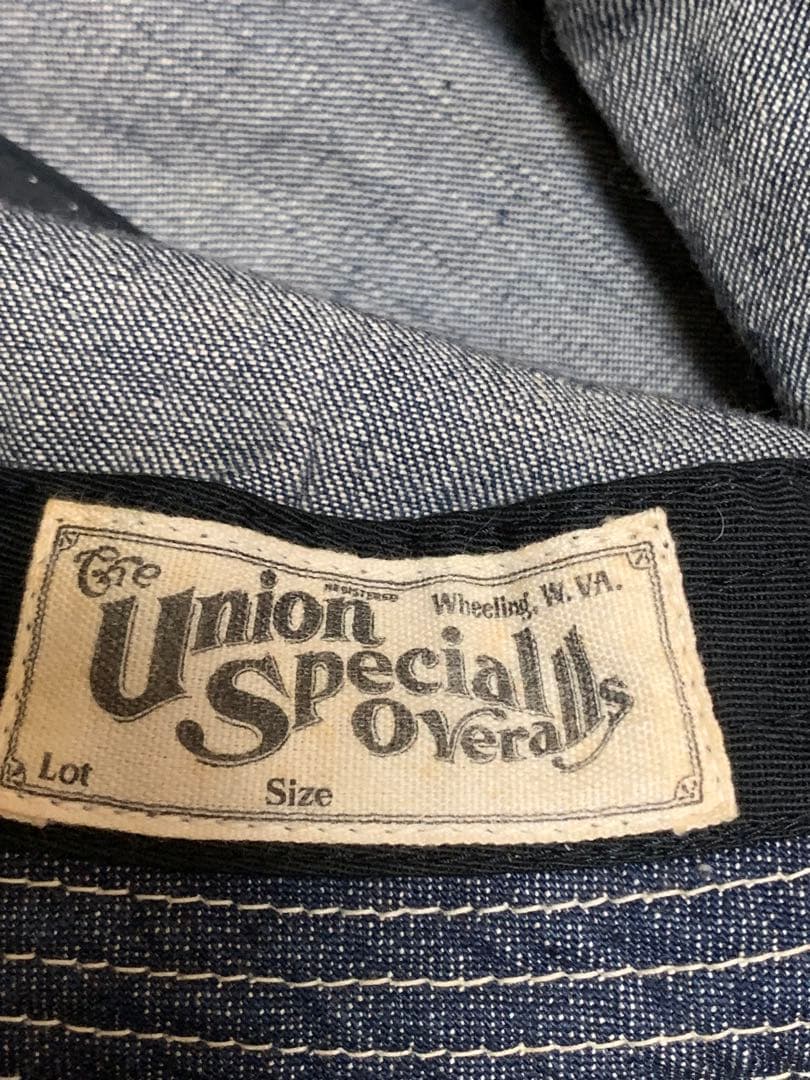 The
Union REGISTERED Wheeling, W.VA.
Special
Overalls
Lot Size